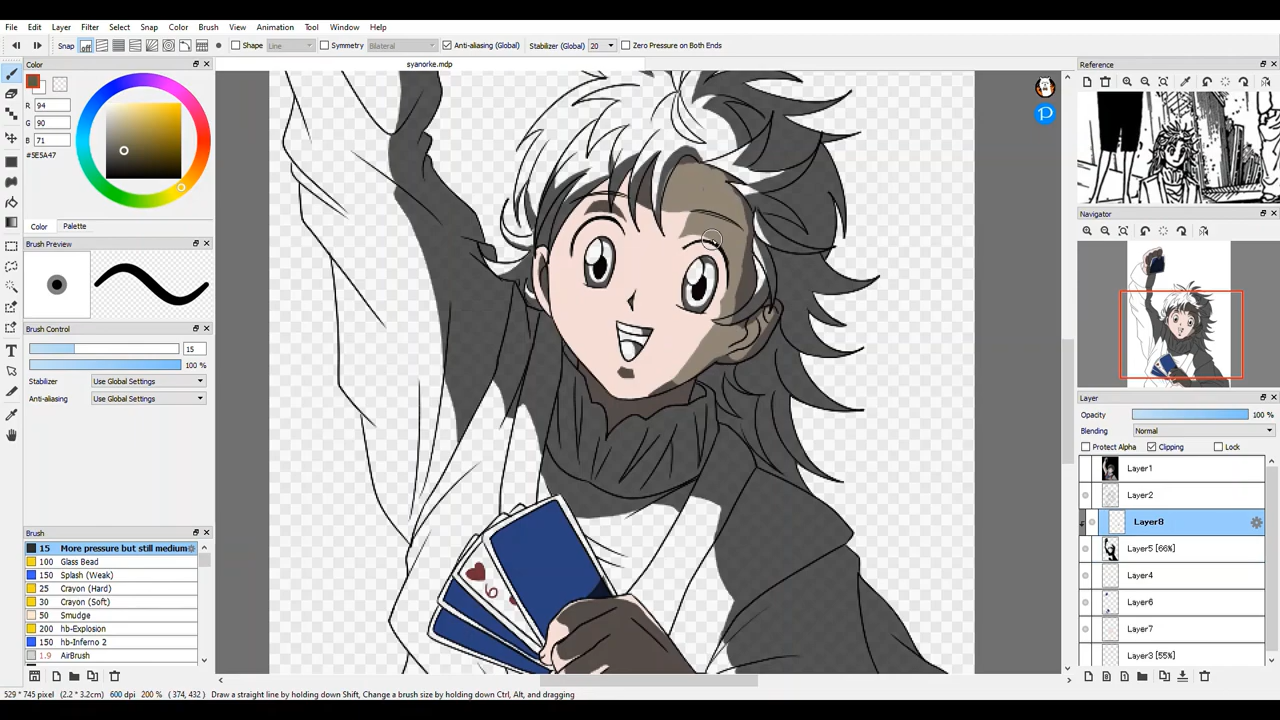 File Edit Layer Filter Select Snap Color Brush View Animation Tool Window Help
Snap off Shape Line Symmetry Bilateral Anti-aliasing (Global) Stabilizer (Global) 20 Zero Pressure on Both Ends
Color
syanorke.mdp
Reference
R 94
G 90
B 71
#5E5A47
Color Palette
Brush Preview
Brush Control
15
100 %
Stabilizer Use Global Settings
Anti-aliasing Use Global Settings
Brush
15 More pressure but still medium
100 Glass Bead
150 Splash (Weak)
25 Crayon (Hard)
30 Crayon (Soft)
50 Smudge
200 hb-Explosion
150 hb-Inferno 2
1.9 AirBrush
6
P
Navigator
Layer
Opacity 100 %
Blending Normal
Protect Alpha Clipping Lock
Layer1
Layer2
Layer8
Layer5 [66%]
Layer4
Layer6
Layer7
Layer3 [55%]
529 * 745 pixel (2.2 * 3.2cm) 600 dpi 200 % (374, 432) Draw a straight line by holding down Shift, Change a brush size by holding down Ctrl, Alt, and dragging